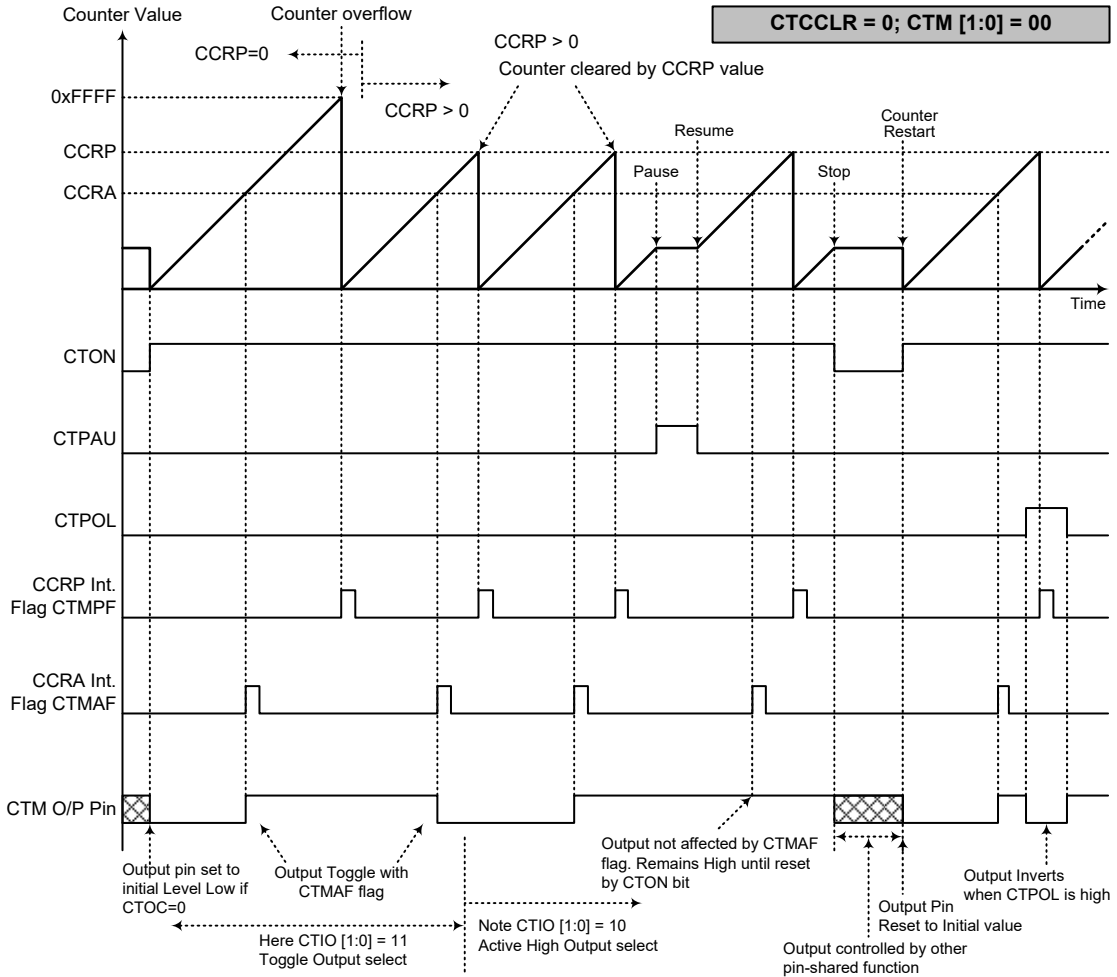 Counter Value
Counter overflow
CTCCLR = 0; CTM [1:0] = 00
CCRP=0
CCRP > 0
CCRP > 0
Counter cleared by CCRP value
0xFFFF
CCRP
CCRA
Pause
Resume
Stop
Counter
Restart
Time
CTON
CTPAU
CTPOL
CCRP Int.
Flag CTMPF
CCRA Int.
Flag CTMAF
CTM O/P Pin
Output pin set to
initial Level Low if
CTOC=0
Output Toggle with
CTMAF flag
Output not affected by CTMAF
flag. Remains High until reset
by CTON bit
Output Inverts
when CTPOL is high
Here CTIO [1:0] = 11
Toggle Output select
Note CTIO [1:0] = 10
Active High Output select
Output Pin
Reset to Initial value
Output controlled by other
pin-shared function